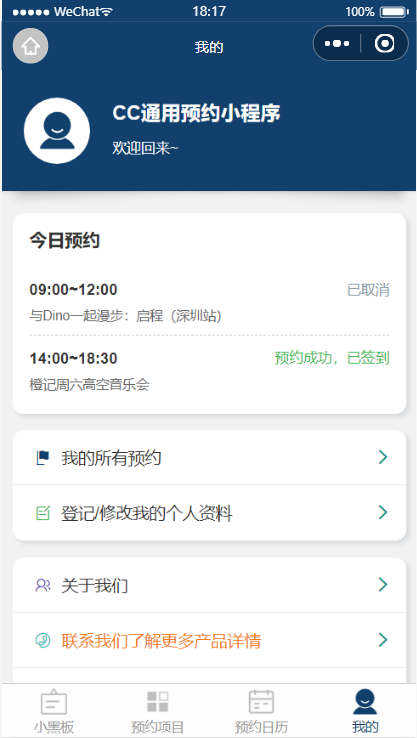 WeChat
18:17
100%
我的
CC通用预约小程序
欢迎回来~
今日预约
09:00~12:00
已取消
与Dino一起漫步：启程（深圳站）
14:00~18:30
预约成功，已签到
橙记周六高空音乐会
我的所有预约
登记/修改我的个人资料
关于我们
联系我们了解更多产品详情
小黑板
预约项目
预约日历
我的